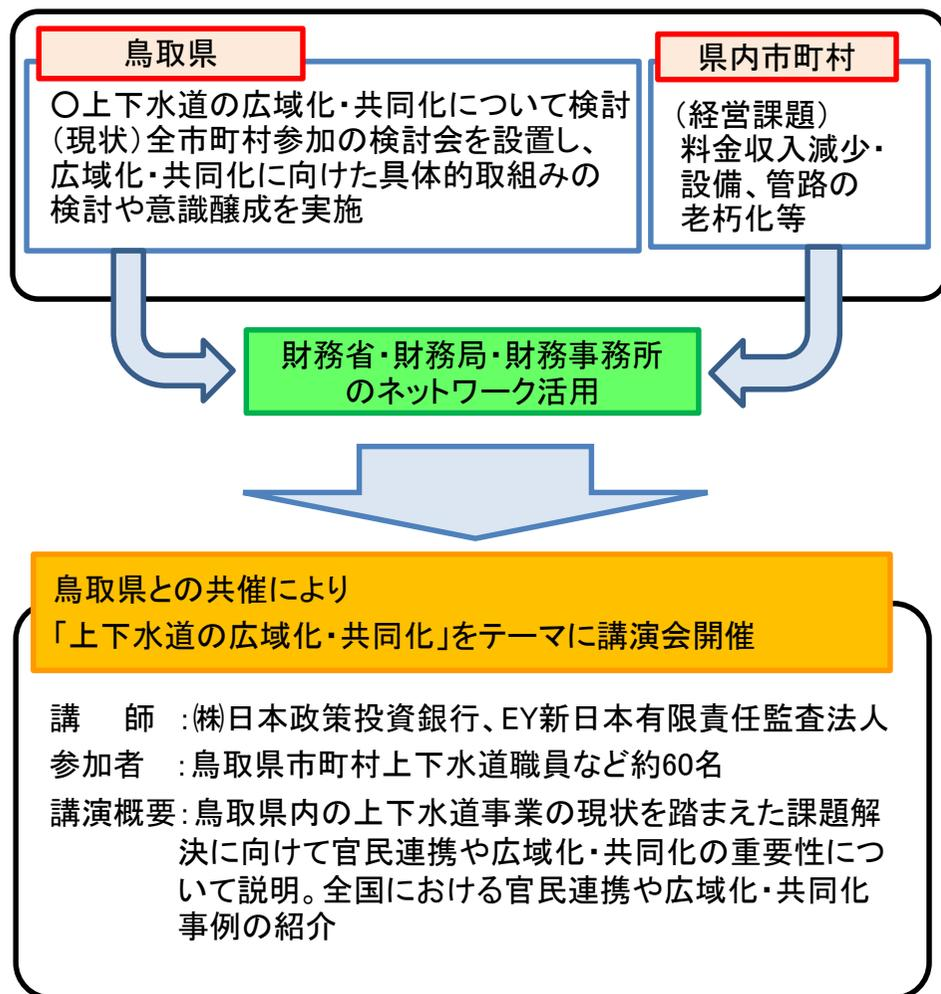 鳥取県
〇上下水道の広域化・共同化について検討
(現状)全市町村参加の検討会を設置し、
広域化・共同化に向けた具体的取組みの
検討や意識醸成を実施
県内市町村
(経営課題)
料金収入減少・
設備、管路の
老朽化等
財務省・財務局・財務事務所
のネットワーク活用
鳥取県との共催により
「上下水道の広域化・共同化」をテーマに講演会開催
講　師　:㈱日本政策投資銀行、EY新日本有限責任監査法人
参加者　:鳥取県市町村上下水道職員など約60名
講演概要:鳥取県内の上下水道事業の現状を踏まえた課題解
決に向けて官民連携や広域化・共同化の重要性につ
いて説明。全国における官民連携や広域化・共同化
事例の紹介